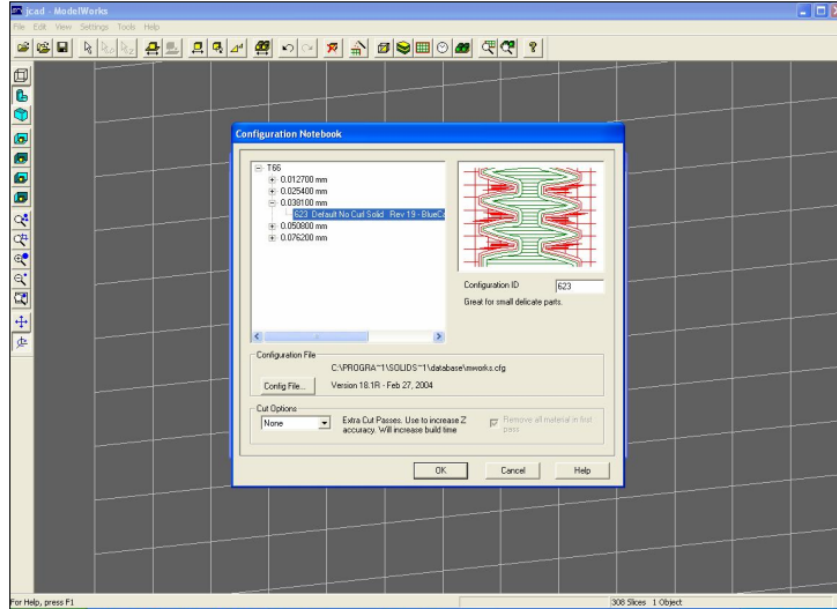 jcad - ModelWorks
File Edit View Settings Tools Help
Configuration Notebook
T66
0.012700 mm
0.025400 mm
0.038100 mm
623 Default No Curl Solid Rev 19 - BlueCa
0.050800 mm
0.076200 mm
Configuration ID 623
Great for small delicate parts.
Configuration File
C:\PROGRA~1\SOLIDS~1\database\mworks.cfg
Config File... Version 18.1R - Feb 27, 2004
Cut Options
None
Extra Cut Passes. Use to increase Z
accuracy. Will increase build time
Remove all material in first
pass
OK Cancel Help
For Help, press F1
308 Slices 1 Object